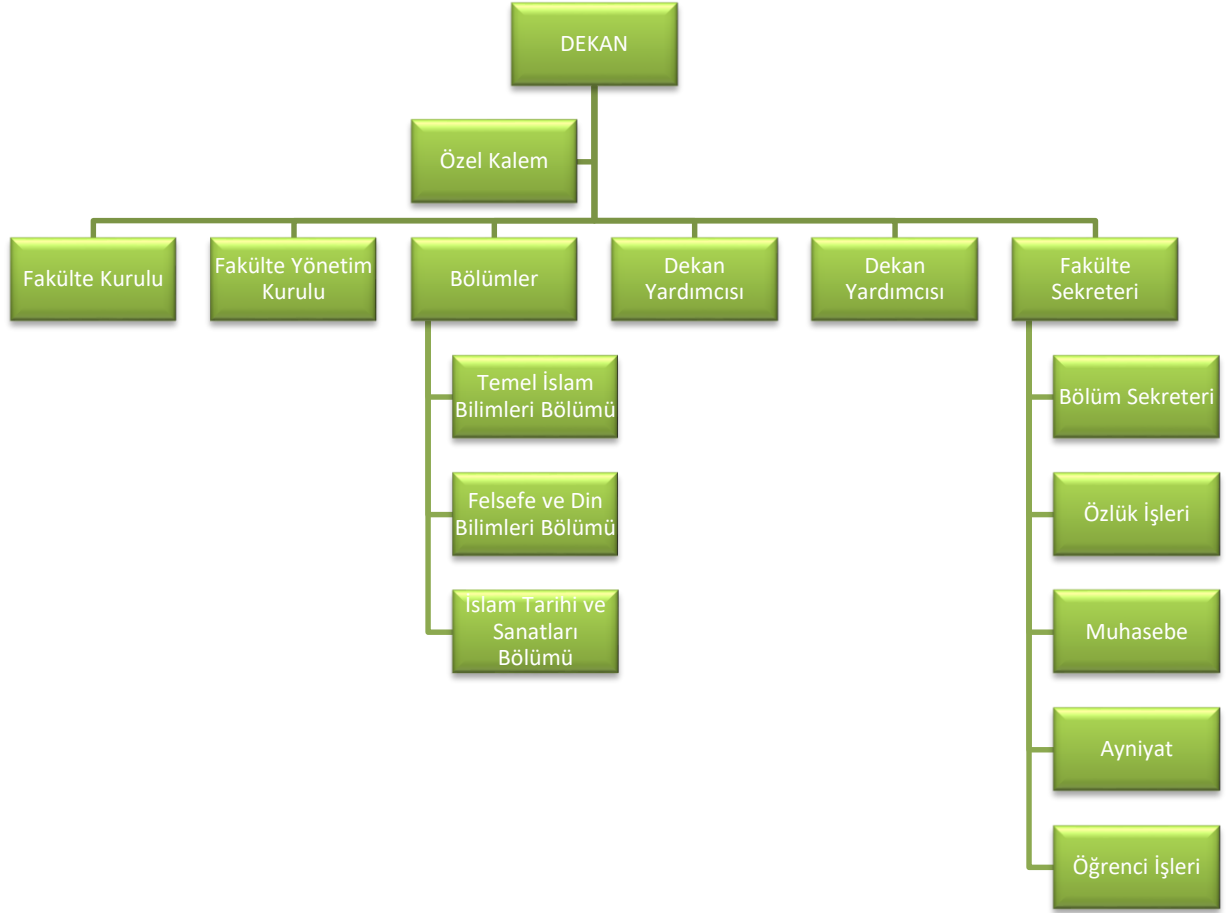 DEKAN
Özel Kalem
Fakülte Kurulu
Fakülte Yönetim
Kurulu
Bölümler
Dekan
Yardımcısı
Dekan
Yardımcısı
Fakülte
Sekreteri
Temel İslam
Bilimleri Bölümü
Felsefe ve Din
Bilimleri Bölümü
İslam Tarihi ve
Sanatları
Bölümü
Bölüm Sekreteri
Özlük İşleri
Muhasebe
Ayniyat
Öğrenci İşleri